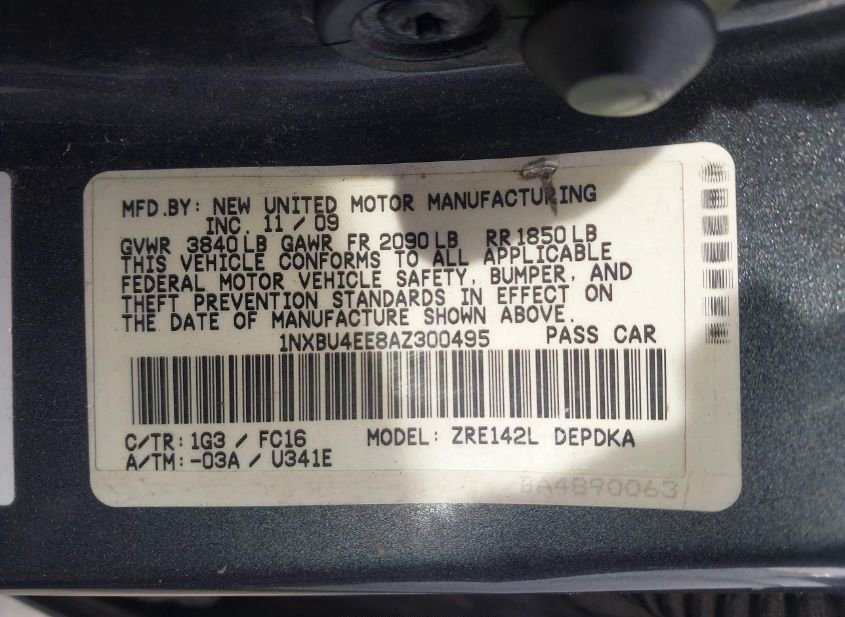 MFD.BY: NEW UNITED MOTOR MANUFACTURING
INC. 11 / 09
GVWR 3840 LB GAWR FR 2090 LB RR 1850 LB
THIS VEHICLE CONFORMS TO ALL APPLICABLE
FEDERAL MOTOR VEHICLE SAFETY, BUMPER, AND
THEFT PREVENTION STANDARDS IN EFFECT ON
THE DATE OF MANUFACTURE SHOWN ABOVE.
1NXBU4EE8AZ300495 PASS CAR
C/TR: 1G3 / FC16 MODEL: ZRE142L DEPDKA
A/TM: -03A / U341E
BA4890063